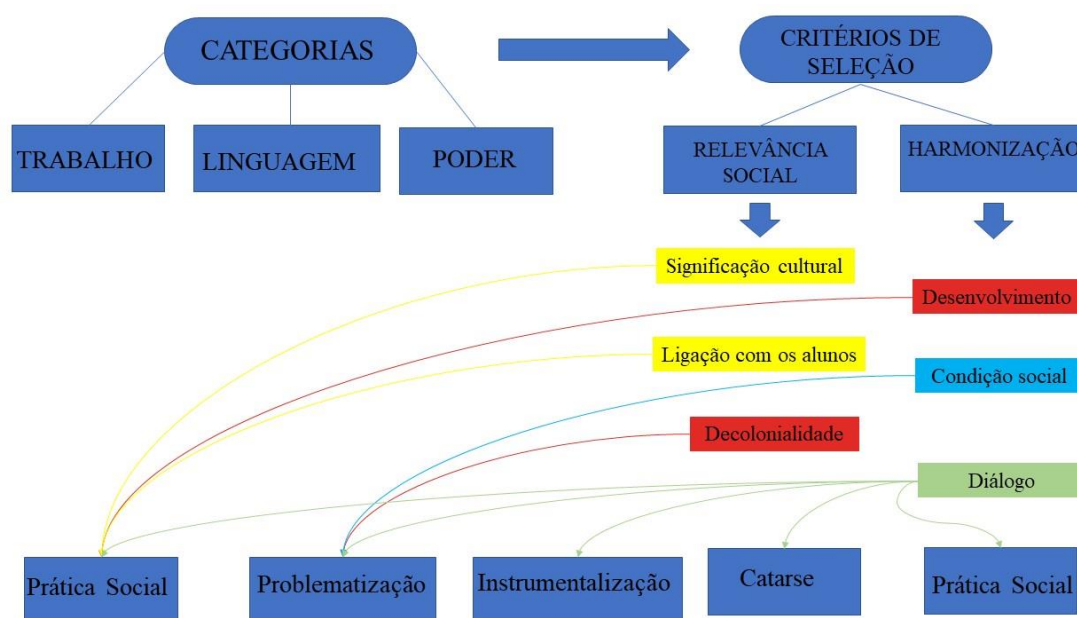 CATEGORIAS
CRITÉRIOS DE
SELEÇÃO
TRABALHO
LINGUAGEM
PODER
RELEVÂNCIA
SOCIAL
HARMONIZAÇÃO
Significação cultural
Desenvolvimento
Ligação com os alunos
Condição social
Decolonialidade
Diálogo
Prática Social
Problematização
Instrumentalização
Catarse
Prática Social